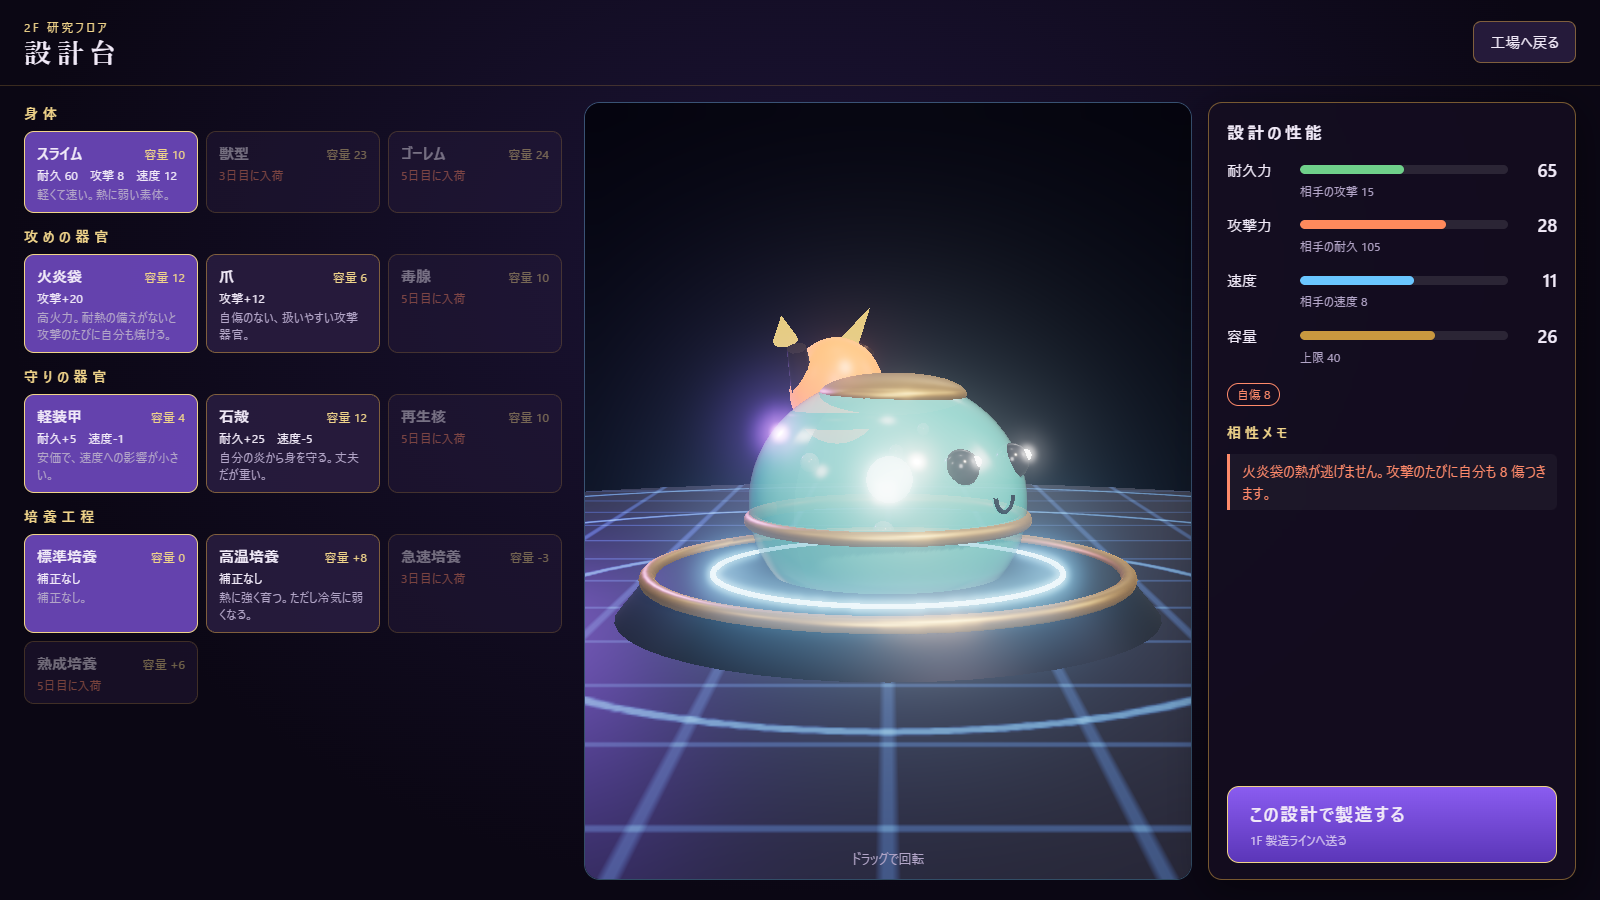 2F 研究フロア
設計台
工場へ戻る
身体
スライム 容量 10
耐久 60 攻撃 8 速度 12
軽くて速い。熱に弱い素体。
獣型 容量 23
3日目に入荷
ゴーレム 容量 24
5日目に入荷
攻めの器官
火炎袋 容量 12
攻撃+20
高火力。耐熱の備えがないと
攻撃のたびに自分も焼ける。
爪 容量 6
攻撃+12
自傷のない、扱いやすい攻撃
器官。
毒腺 容量 10
5日目に入荷
守りの器官
軽装甲 容量 4
耐久+5 速度-1
安価で、速度への影響が小さ
い。
石殻 容量 12
耐久+25 速度-5
自分の炎から身を守る。丈夫
だが重い。
再生核 容量 10
5日目に入荷
培養工程
標準培養 容量 0
補正なし
補正なし。
高温培養 容量 +8
補正なし
熱に強く育つ。ただし冷気に弱
くなる。
急速培養 容量 -3
3日目に入荷
熟成培養 容量 +6
5日目に入荷
ドラッグで回転
設計の性能
耐久力 65
相手の攻撃 15
攻撃力 28
相手の耐久 105
速度 11
相手の速度 8
容量 26
上限 40
自傷 8
相性メモ
火炎袋の熱が逃げません。攻撃のたびに自分も 8 傷つき
ます。
この設計で製造する
1F 製造ラインへ送る